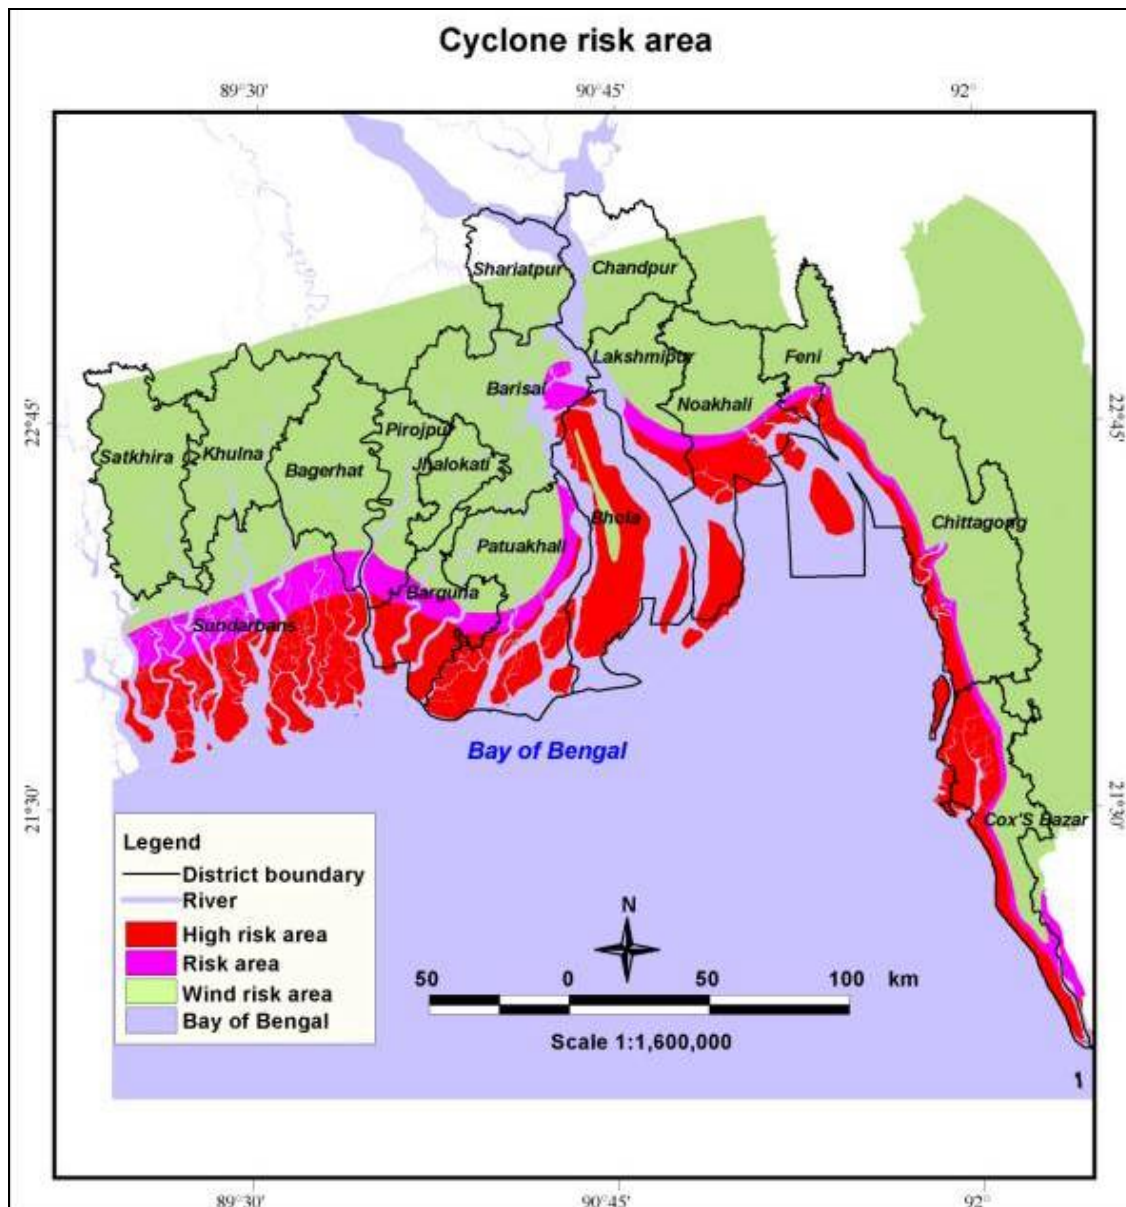 Cyclone risk area
89°30' 90°45' 92°
Shariatpur Chandpur
Lakshmipur Feni
Barisal
Noakhali
22°45' 22°45'
Pirojpur
Satkhira Khulna Bagerhat Jhalokati
Bhola Chittagong
Patuakhali
Barguna
Sundarbans
Bay of Bengal
21°30' 21°30'
Cox'S Bazar
Legend
District boundary
River
High risk area
Risk area
Wind risk area
Bay of Bengal
N
50 0 50 100 km
Scale 1:1,600,000
89°30' 90°45' 92°